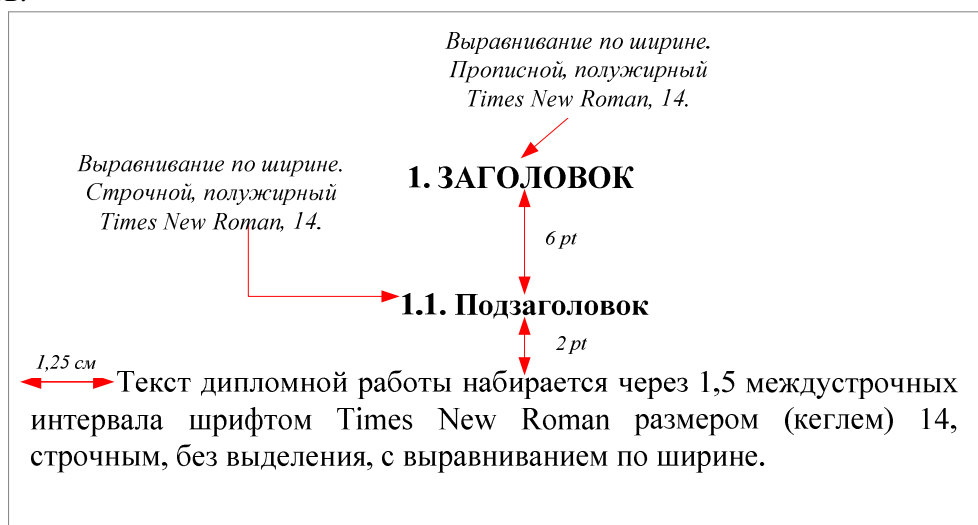 Выравнивание по ширине.
Прописной, полужирный
Times New Roman, 14.
Выравнивание по ширине.
Строчной, полужирный
Times New Roman, 14.
1. ЗАГОЛОВОК
6 pt
1.1. Подзаголовок
2 pt
1,25 см
Текст дипломной работы набирается через 1,5 междустрочных
интервала шрифтом Times New Roman размером (кеглем) 14,
строчным, без выделения, с выравниванием по ширине.